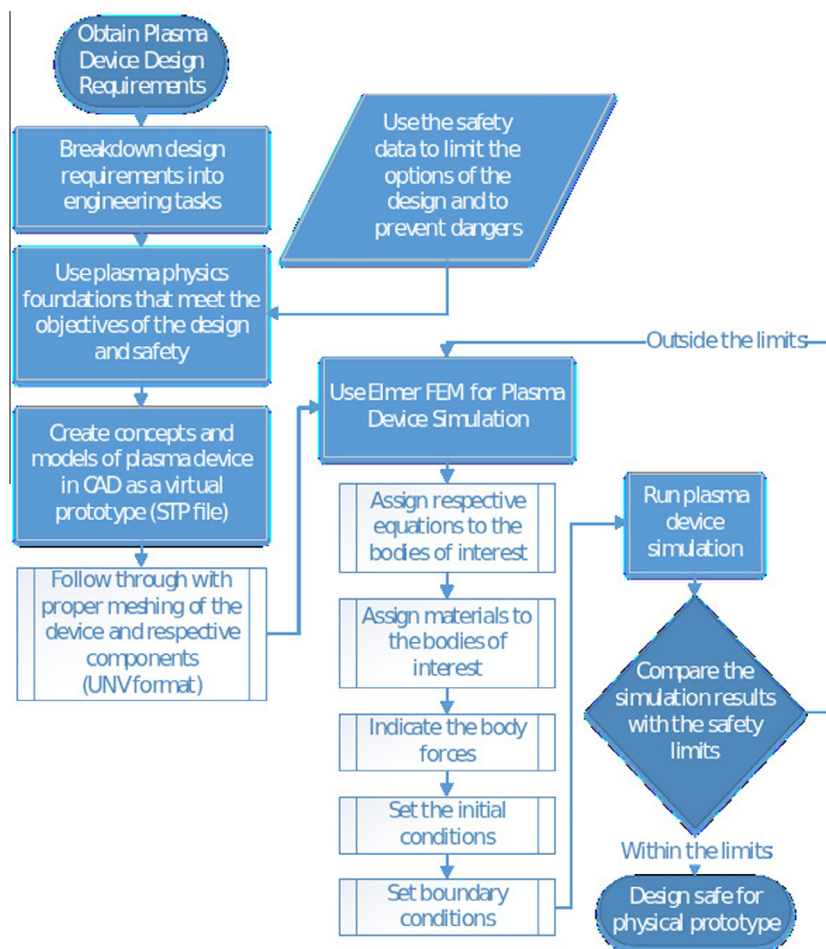 Obtain Plasma
Device Design
Requirements
Breakdown design
requirements into
engineering tasks
Use the safety
data to limit the
options of the
design and to
prevent dangers
Use plasma physics
foundations that meet the
objectives of the design
and safety
Create concepts and
models of plasma device
in CAD as a virtual
prototype (STP file)
Follow through with
proper meshing of the
device and respective
components
(UNV format)
Outside the limits
Use Elmer FEM for Plasma
Device Simulation
Assign respective
equations to the
bodies of interest
Assign materials to
the bodies of
interest
Indicate the body
forces
Set the initial
conditions
Set boundary
conditions
Run plasma
device
simulation
Compare the
simulation results
with the safety
limits
Within the limits
Design safe for
physical prototype